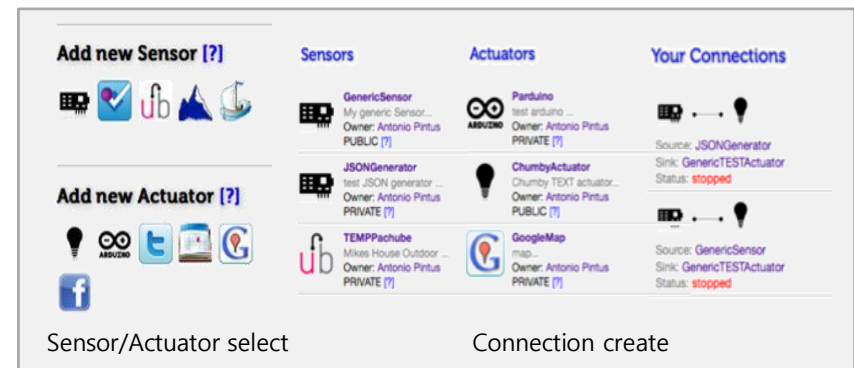 Add new Sensor [?]
ub
Add new Actuator [?]
ARDUINO
Sensors
GenericSensor
My generic Sensor...
Owner: Antonio Pintus
PUBLIC [?]
JSONGenerator
test JSON generator ...
Owner: Antonio Pintus
PRIVATE [?]
ub
TEMPPachube
Mikes House Outdoor ...
Owner: Antonio Pintus
PRIVATE [?]
Actuators
ARDUINO
Parduino
test arduino ...
Owner: Antonio Pintus
PRIVATE [?]
ChumbyActuator
Chumby TEXT actuator...
Owner: Antonio Pintus
PUBLIC [?]
GoogleMap
map...
Owner: Antonio Pintus
PRIVATE [?]
Your Connections
Source: JSONGenerator
Sink: GenericTESTActuator
Status: stopped
Source: GenericSensor
Sink: GenericTESTActuator
Status: stopped
Sensor/Actuator select
Connection create